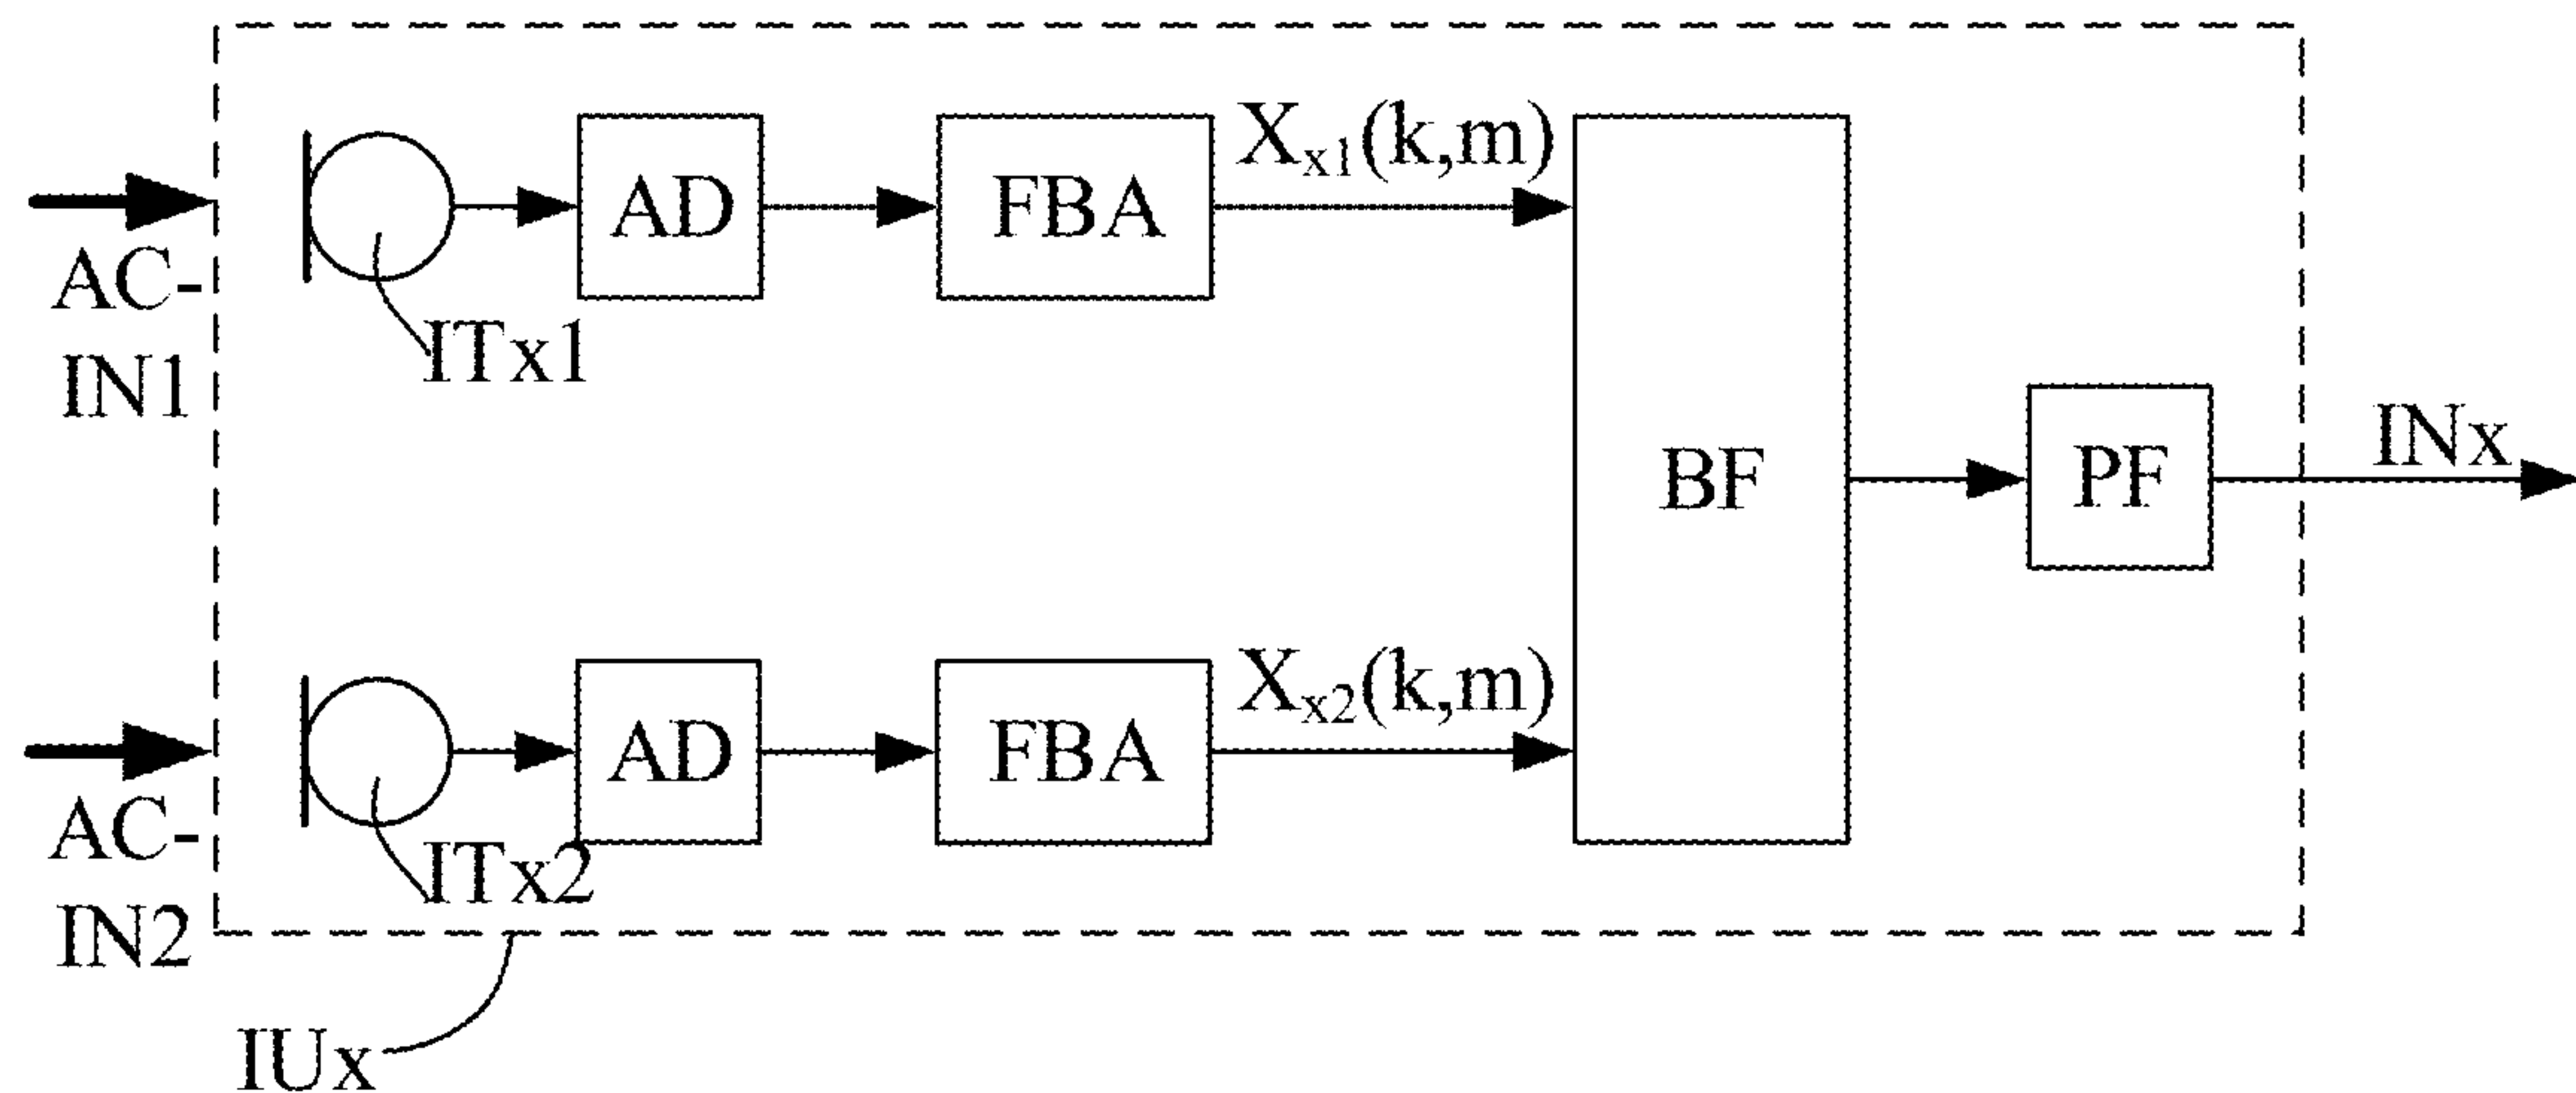 AC-
IN1
ITx1
AD
FBA
Xx1(k,m)
BF
PF
INx
AC-
IN2
ITx2
AD
FBA
Xx2(k,m)
IUx